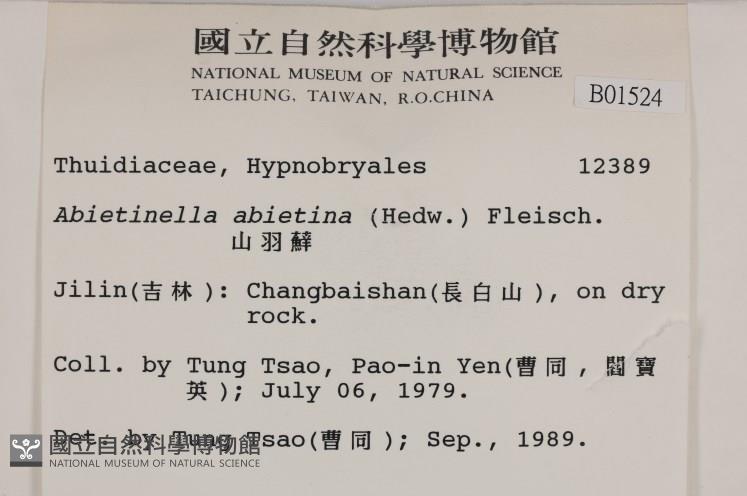 國立自然科學博物館
NATIONAL MUSEUM OF NATURAL SCIENCE
TAICHUNG, TAIWAN, R.O.CHINA
B01524
Thuidiaceae, Hypnobryales 12389
Abietinella abietina (Hedw.) Fleisch.
山羽蘚
Jilin(吉林): Changbaishan(長白山), on dry
rock.
Coll. by Tung Tsao, Pao-in Yen(曹同, 閻寶
英); July 06, 1979.
Det. by Tung Tsao(曹同); Sep., 1989.
國立自然科學博物館
NATIONAL MUSEUM OF NATURAL SCIENCE